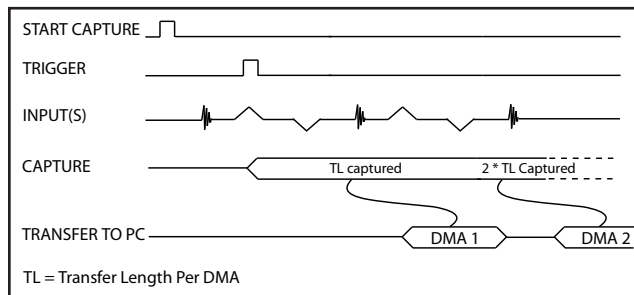 START CAPTURE
TRIGGER
INPUT(S)
CAPTURE
TL captured
2 * TL Captured
TRANSFER TO PC
DMA 1
DMA 2
TL = Transfer Length Per DMA